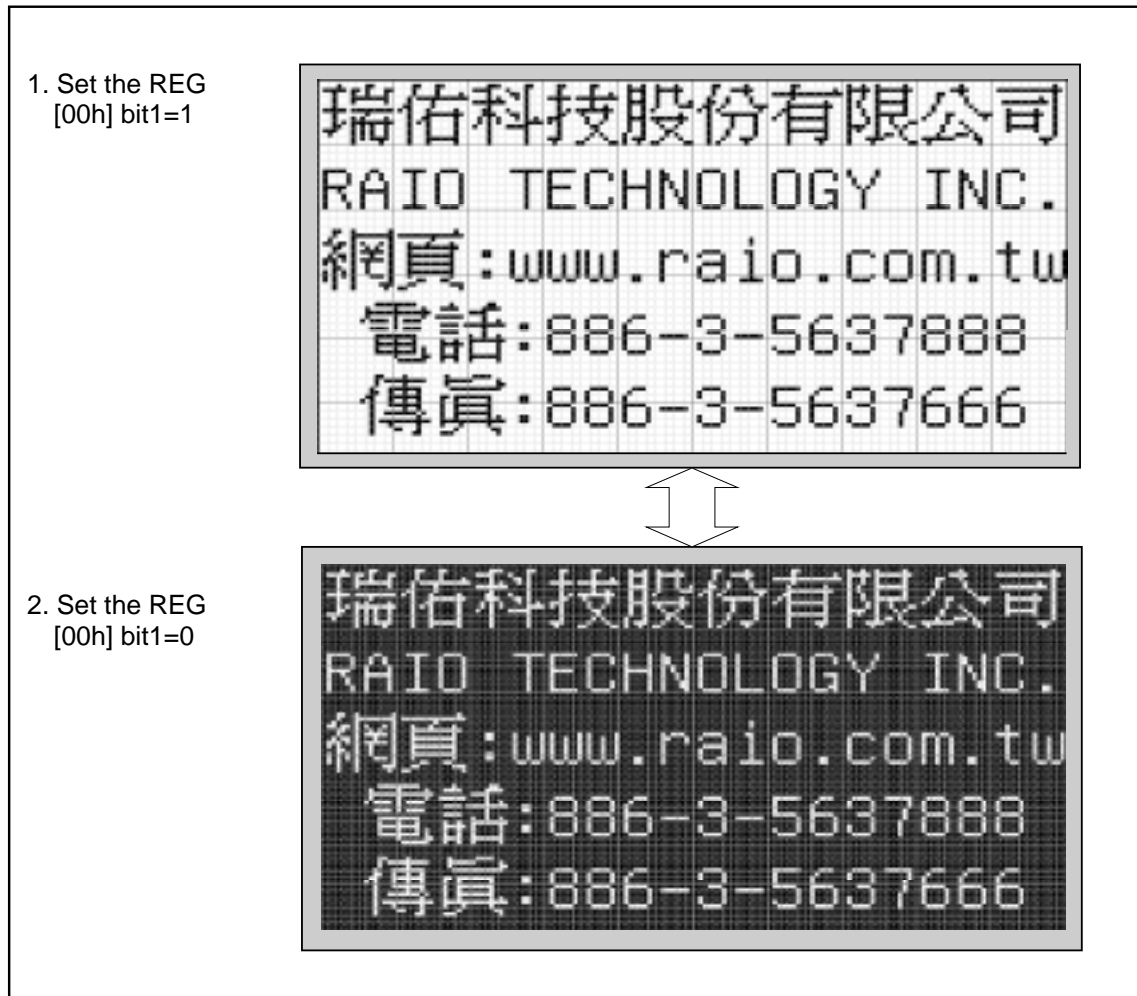 1. Set the REG
[00h] bit1=1
瑞佑科技股份有限公司
RAIO TECHNOLOGY INC.
網頁:www.raio.com.tw
電話:886-3-5637888
傳眞:886-3-5637666
2. Set the REG
[00h] bit1=0
瑞佑科技股份有限公司
RAIO TECHNOLOGY INC.
網頁:www.raio.com.tw
電話:886-3-5637888
傳眞:886-3-5637666